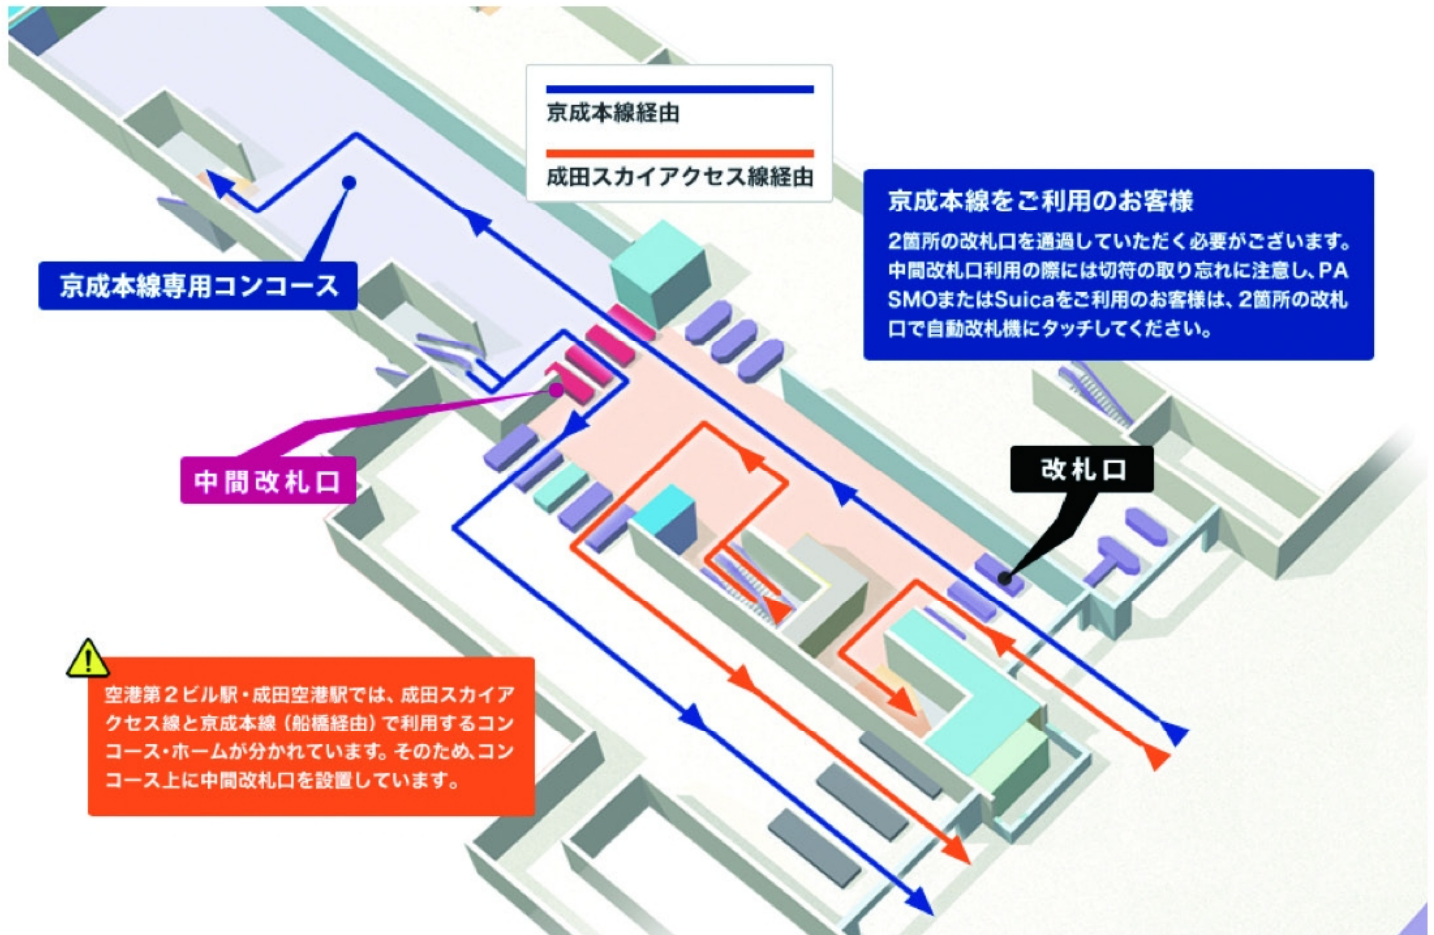 京成本線経由
成田スカイアクセス線経由
京成本線をご利用のお客様
2箇所の改札口を通過していただく必要がございます。
中間改札口利用の際には切符の取り忘れに注意し、PA
SMOまたはSuicaをご利用のお客様は、2箇所の改札
口で自動改札機にタッチしてください。
京成本線専用コンコース
中間改札口
改札口
空港第2ビル駅・成田空港駅では、成田スカイア
クセス線と京成本線（船橋経由）で利用するコン
コース・ホームが分かれています。そのため、コン
コース上に中間改札口を設置しています。